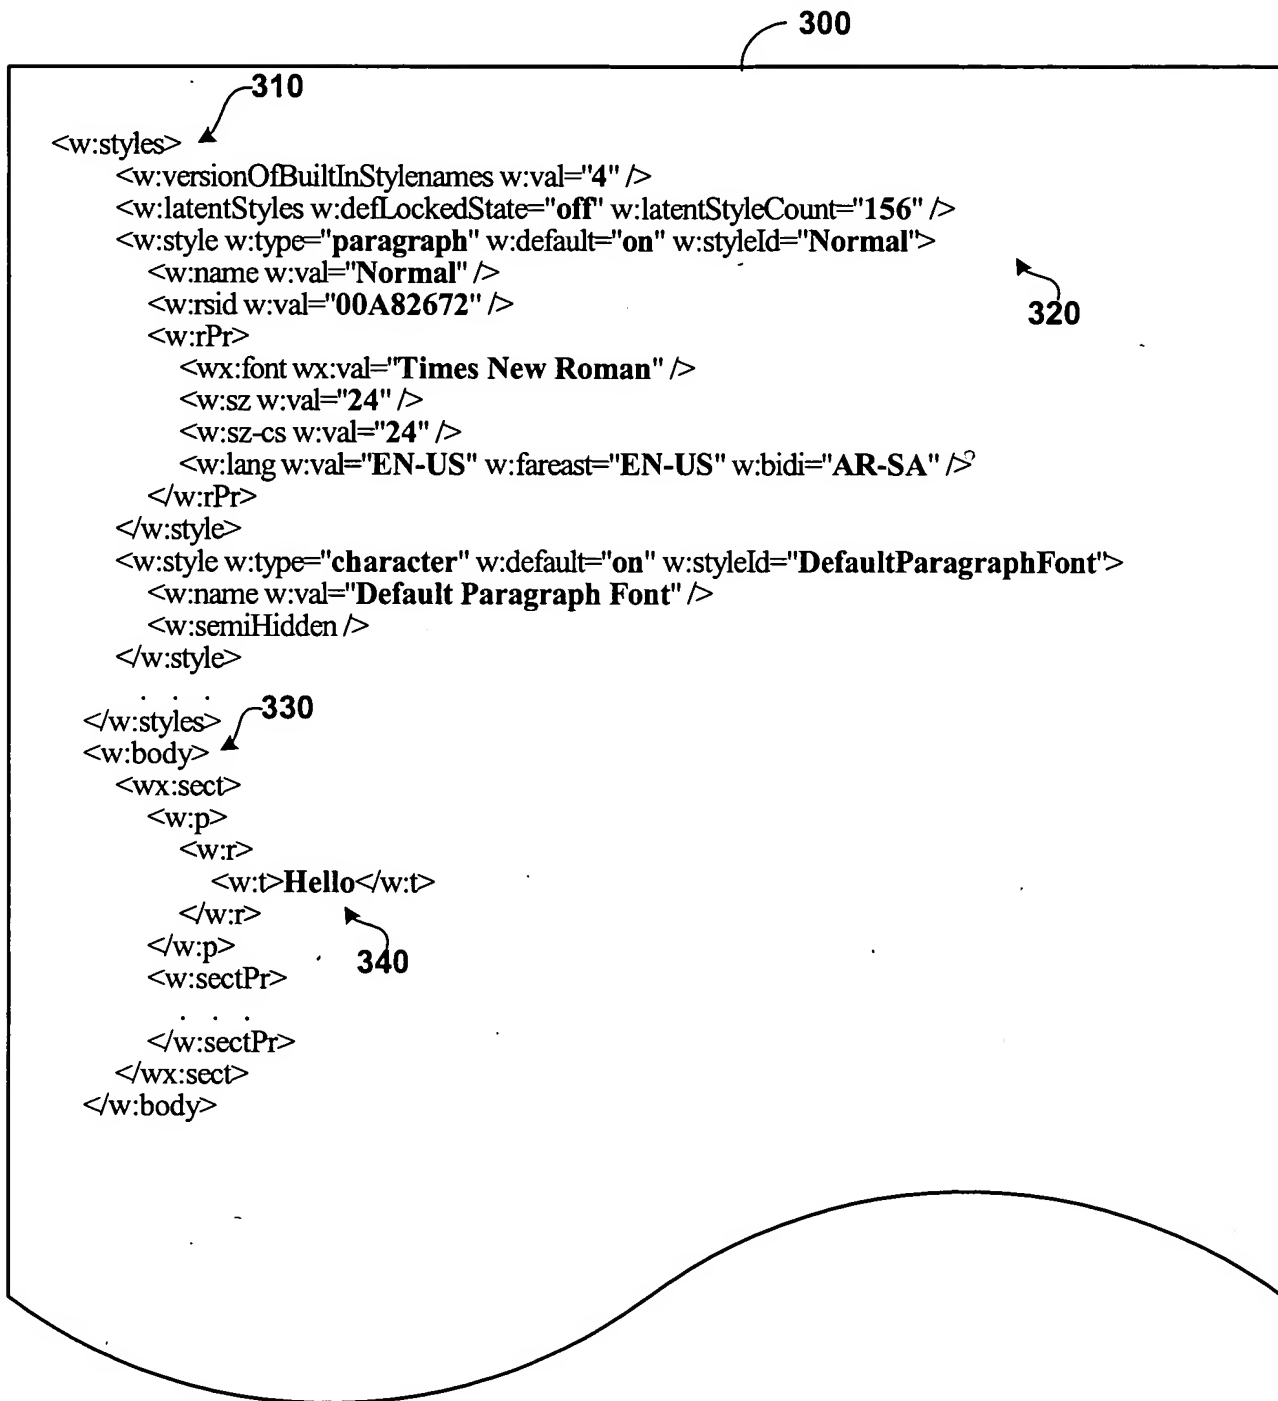 300
310
<w:styles>
<w:versionOfBuiltInStylenames w:val="4" />
<w:latentStyles w:defLockedState="off" w:latentStyleCount="156" />
<w:style w:type="paragraph" w:default="on" w:styleId="Normal">
<w:name w:val="Normal" />
<w:rsid w:val="00A82672" />
320
<w:rPr>
<wx:font wx:val="Times New Roman" />
<w:sz w:val="24" />
<w:sz-cs w:val="24" />
<w:lang w:val="EN-US" w:fareast="EN-US" w:bidi="AR-SA" />
</w:rPr>
</w:style>
<w:style w:type="character" w:default="on" w:styleId="DefaultParagraphFont">
<w:name w:val="Default Paragraph Font" />
<w:semiHidden />
</w:style>
. . .
</w:styles>
330
<w:body>
<wx:sect>
<w:p>
<w:r>
<w:t>Hello</w:t>
</w:r>
</w:p>
340
<w:sectPr>
. . .
</w:sectPr>
</wx:sect>
</w:body>